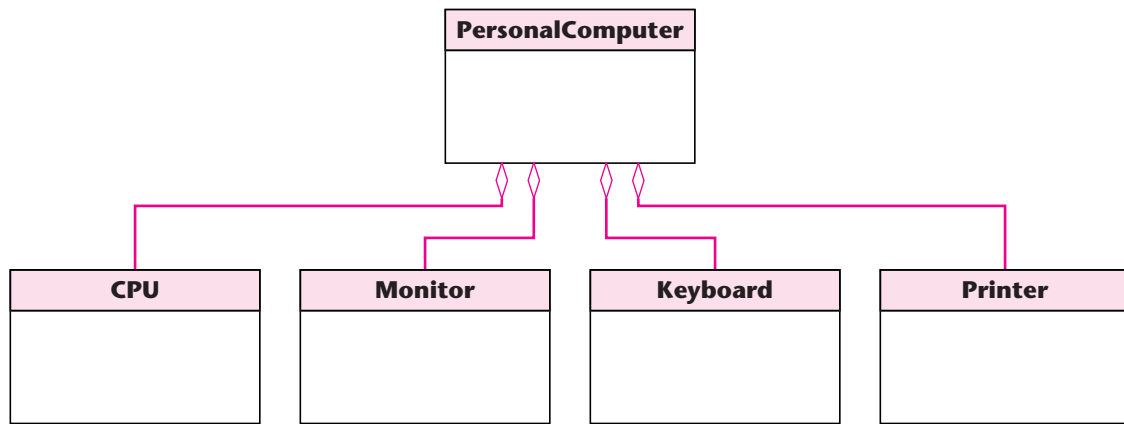 PersonalComputer
CPU
Monitor
Keyboard
Printer